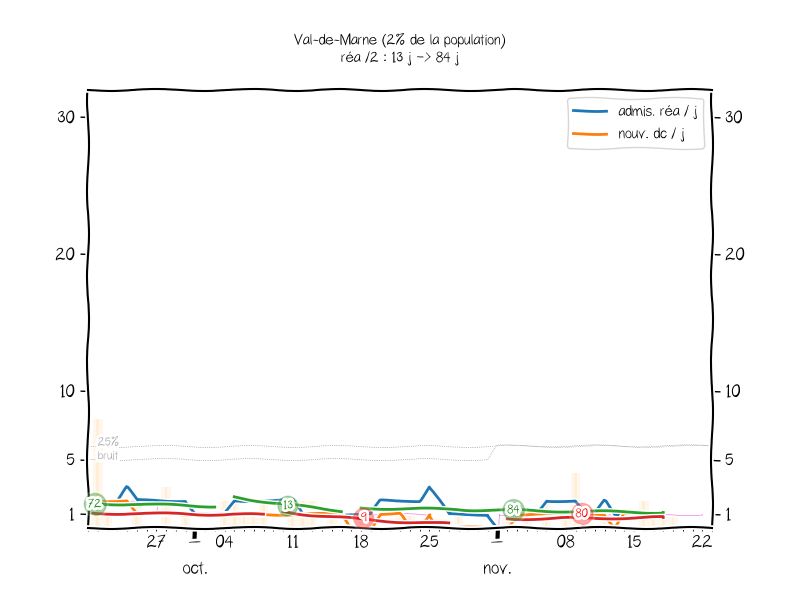 Val-de-Marne (2% de la population)
réa /2 : 13 j -> 84 j
admis. réa / j
nouv. dc / j
30 30
20 20
10 10
25%
bruit
5 5
72 13 9 84 80
1 1
27 04 11 18 25 08 15 22
oct. nov.